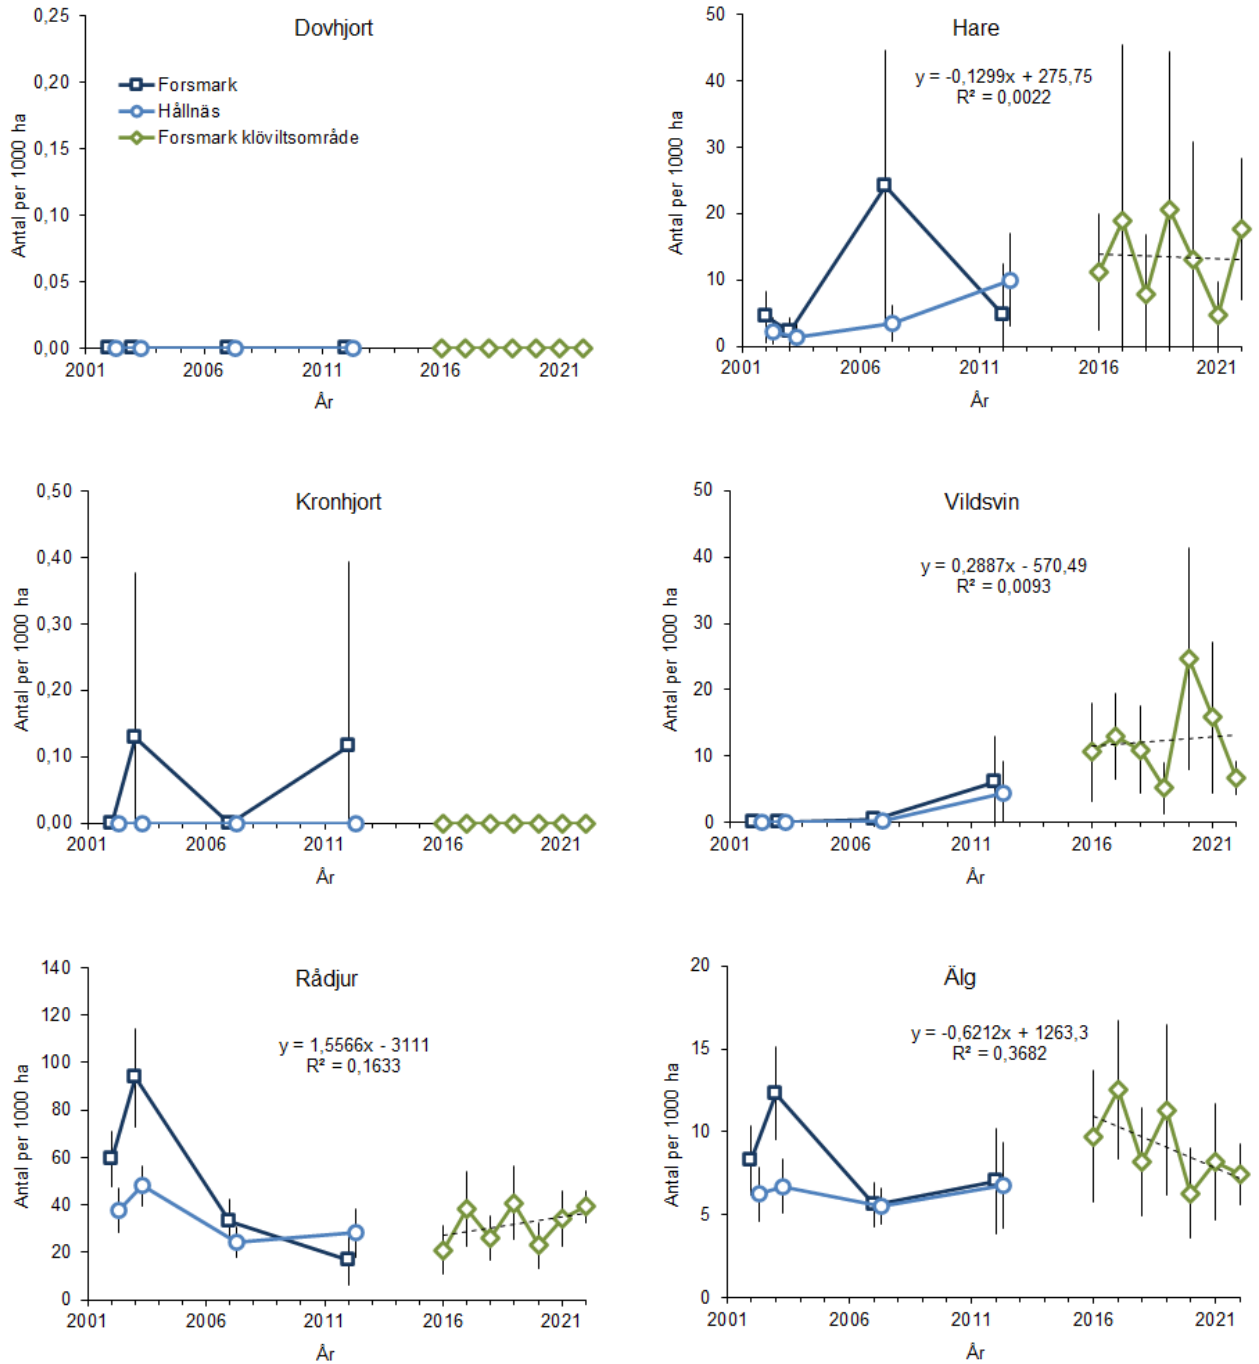 Dovhjort
0,25
0,20
0,15
0,10
0,05
0,00
Antal per 1000 ha
Forsmark
Hållnäs
Forsmark klöviltsområde
2001 2006 2011 2016 2021
År
Hare
y = -0,1299x + 275,75
R² = 0,0022
50
40
30
20
10
0
Antal per 1000 ha
2001 2006 2011 2016 2021
År
Kronhjort
0,50
0,40
0,30
0,20
0,10
0,00
Antal per 1000 ha
2001 2006 2011 2016 2021
År
Vildsvin
y = 0,2887x - 570,49
R² = 0,0093
50
40
30
20
10
0
Antal per 1000 ha
2001 2006 2011 2016 2021
År
Rådjur
y = 1,5566x - 3111
R² = 0,1633
140
120
100
80
60
40
20
0
Antal per 1000 ha
2001 2006 2011 2016 2021
År
Älg
y = -0,6212x + 1263,3
R² = 0,3682
20
15
10
5
0
Antal per 1000 ha
2001 2006 2011 2016 2021
År